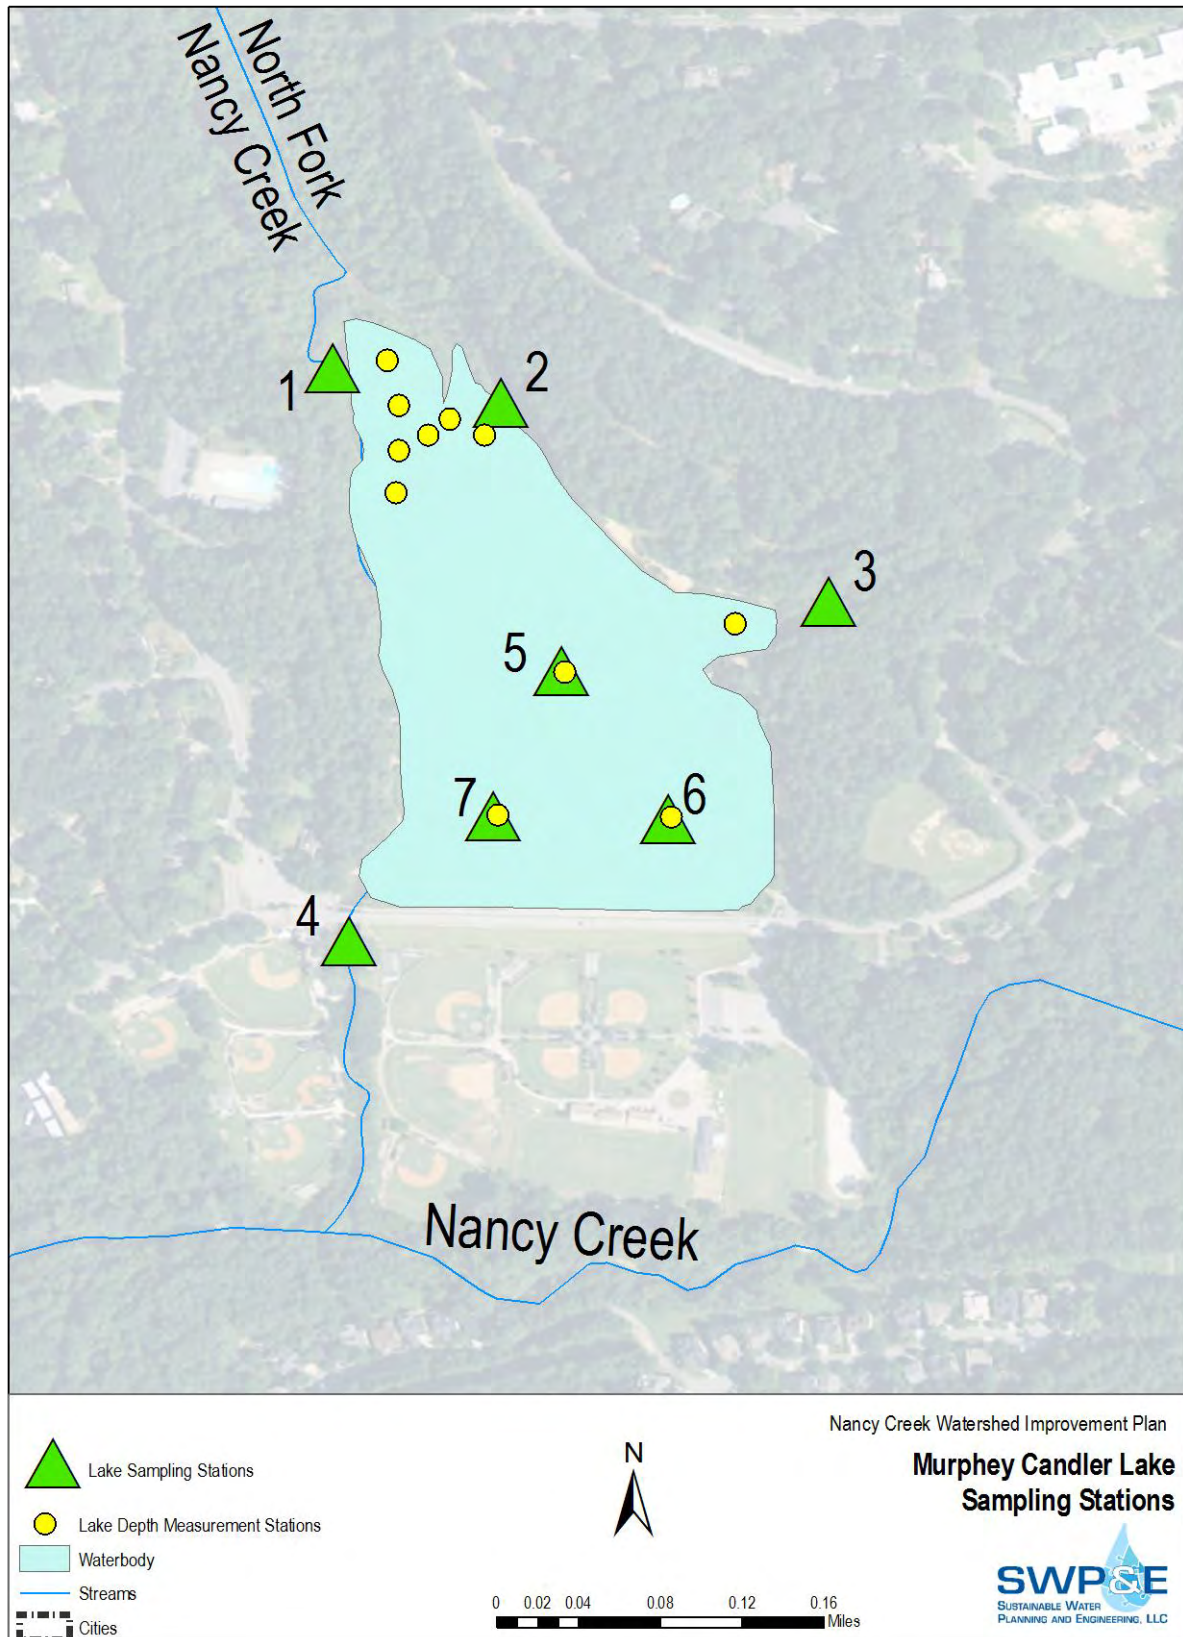 North Fork
Nancy Creek
1
2
3
5
7
6
4
Nancy Creek
Lake Sampling Stations
Lake Depth Measurement Stations
Waterbody
Streams
Cities
N
0 0.02 0.04 0.08 0.12 0.16
Miles
Nancy Creek Watershed Improvement Plan
Murphey Candler Lake
Sampling Stations
SWP&E
SUSTAINABLE WATER
PLANNING AND ENGINEERING, LLC